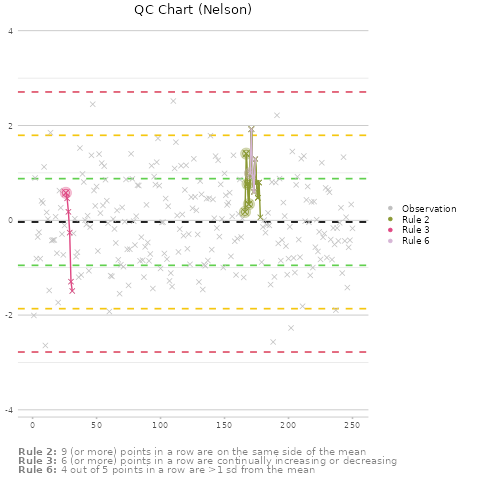 QC Chart (Nelson)
4
2
0
-2
-4
0
50
100
150
200
250
Observation
Rule 2
Rule 3
Rule 6
Rule 2: 9 (or more) points in a row are on the same side of the mean
Rule 3: 6 (or more) points in a row are continually increasing or decreasing
Rule 6: 4 out of 5 points in a row are >1 sd from the mean